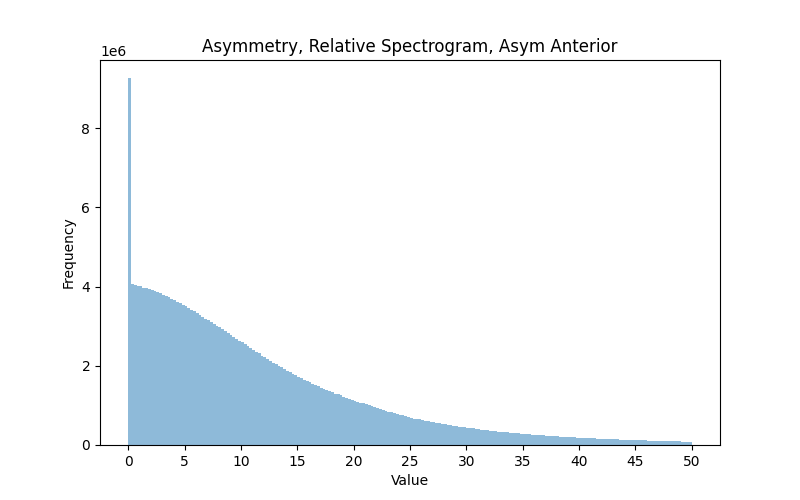 Asymmetry, Relative Spectrogram, Asym Anterior
1e6
8
6
4
2
0
Frequency
0 5 10 15 20 25 30 35 40 45 50
Value